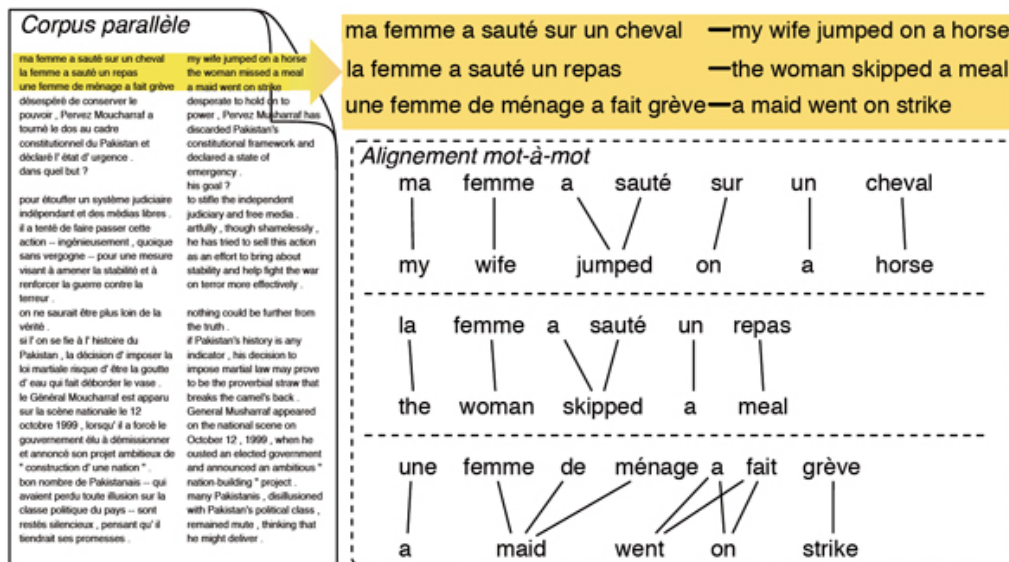 Corpus parallèle
ma femme a sauté sur un cheval
la femme a sauté un repas
une femme de ménage a fait grève
désespéré de conserver le
pouvoir , Pervez Moucharraf a
tourné le dos au cadre
constitutionnel du Pakistan et
déclaré l' état d' urgence .
dans quel but ?
pour étouffer un système judiciaire
indépendant et des médias libres .
il a tenté de faire passer cette
action -- ingénieusement , quoique
sans vergogne -- pour une mesure
visant à amener la stabilité et à
renforcer la guerre contre la
terreur .
on ne saurait être plus loin de la
vérité .
si l' on se fie à l' histoire du
Pakistan , la décision d' imposer la
loi martiale risque d' être la goutte
d' eau qui fait déborder le vase .
le Général Moucharraf est apparu
sur la scène nationale le 12
octobre 1999 , lorsqu' il a forcé le
gouvernement élu à démissionner
et annoncé son projet ambitieux de
" construction d' une nation " .
bon nombre de Pakistanais -- qui
avaient perdu toute illusion sur la
classe politique du pays -- sont
restés silencieux , pensant qu' il
tiendrait ses promesses .
my wife jumped on a horse
the woman missed a meal
a maid went on strike
desperate to hold on to
power , Pervez Musharraf has
discarded Pakistan's
constitutional framework and
declared a state of
emergency .
his goal ?
to stifle the independent
judiciary and free media .
artfully , though shamelessly ,
he has tried to sell this action
as an effort to bring about
stability and help fight the war
on terror more effectively .
nothing could be further from
the truth .
if Pakistan's history is any
indicator , his decision to
impose martial law may prove
to be the proverbial straw that
breaks the camel's back .
General Musharraf appeared
on the national scene on
October 12 , 1999 , when he
ousted an elected government
and announced an ambitious "
nation-building " project .
many Pakistanis , disillusioned
with Pakistan's political class ,
remained mute , thinking that
he might deliver .
ma femme a sauté sur un cheval —my wife jumped on a horse
la femme a sauté un repas —the woman skipped a meal
une femme de ménage a fait grève—a maid went on strike
Alignement mot-à-mot
ma femme a sauté sur un cheval
my wife jumped on a horse
la femme a sauté un repas
the woman skipped a meal
une femme de ménage a fait grève
a maid went on strike